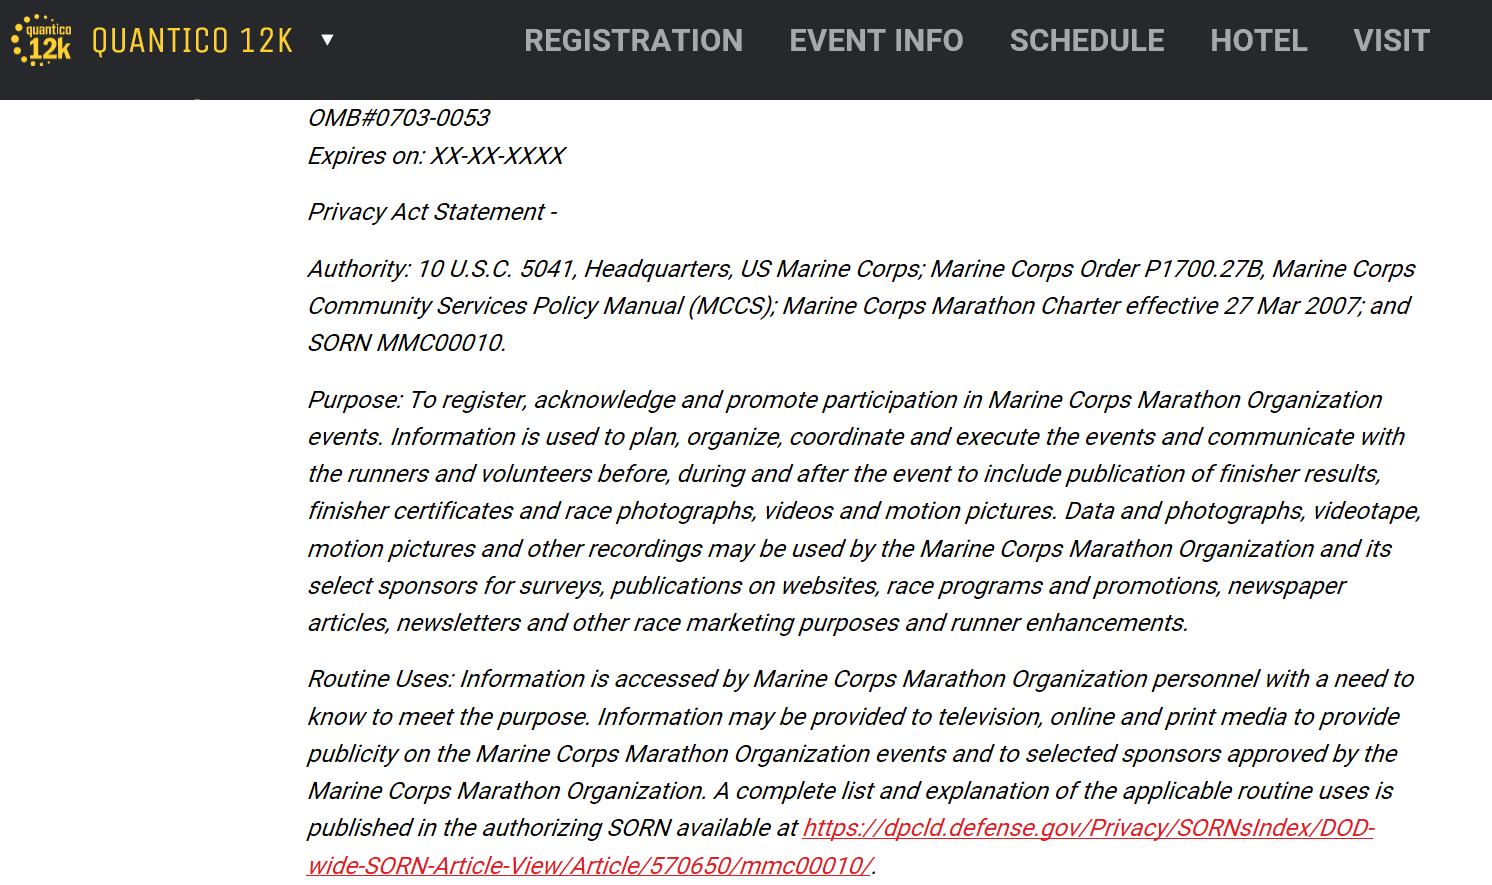 quantico
12k
QUANTICO 12K ▼ REGISTRATION EVENT INFO SCHEDULE HOTEL VISIT
OMB#0703-0053
Expires on: XX-XX-XXXX
Privacy Act Statement -
Authority: 10 U.S.C. 5041, Headquarters, US Marine Corps; Marine Corps Order P1700.27B, Marine Corps
Community Services Policy Manual (MCCS); Marine Corps Marathon Charter effective 27 Mar 2007; and
SORN MMC00010.
Purpose: To register, acknowledge and promote participation in Marine Corps Marathon Organization
events. Information is used to plan, organize, coordinate and execute the events and communicate with
the runners and volunteers before, during and after the event to include publication of finisher results,
finisher certificates and race photographs, videos and motion pictures. Data and photographs, videotape,
motion pictures and other recordings may be used by the Marine Corps Marathon Organization and its
select sponsors for surveys, publications on websites, race programs and promotions, newspaper
articles, newsletters and other race marketing purposes and runner enhancements.
Routine Uses: Information is accessed by Marine Corps Marathon Organization personnel with a need to
know to meet the purpose. Information may be provided to television, online and print media to provide
publicity on the Marine Corps Marathon Organization events and to selected sponsors approved by the
Marine Corps Marathon Organization. A complete list and explanation of the applicable routine uses is
published in the authorizing SORN available at https://dpcld.defense.gov/Privacy/SORNsIndex/DOD-
wide-SORN-Article-View/Article/570650/mmc00010/.